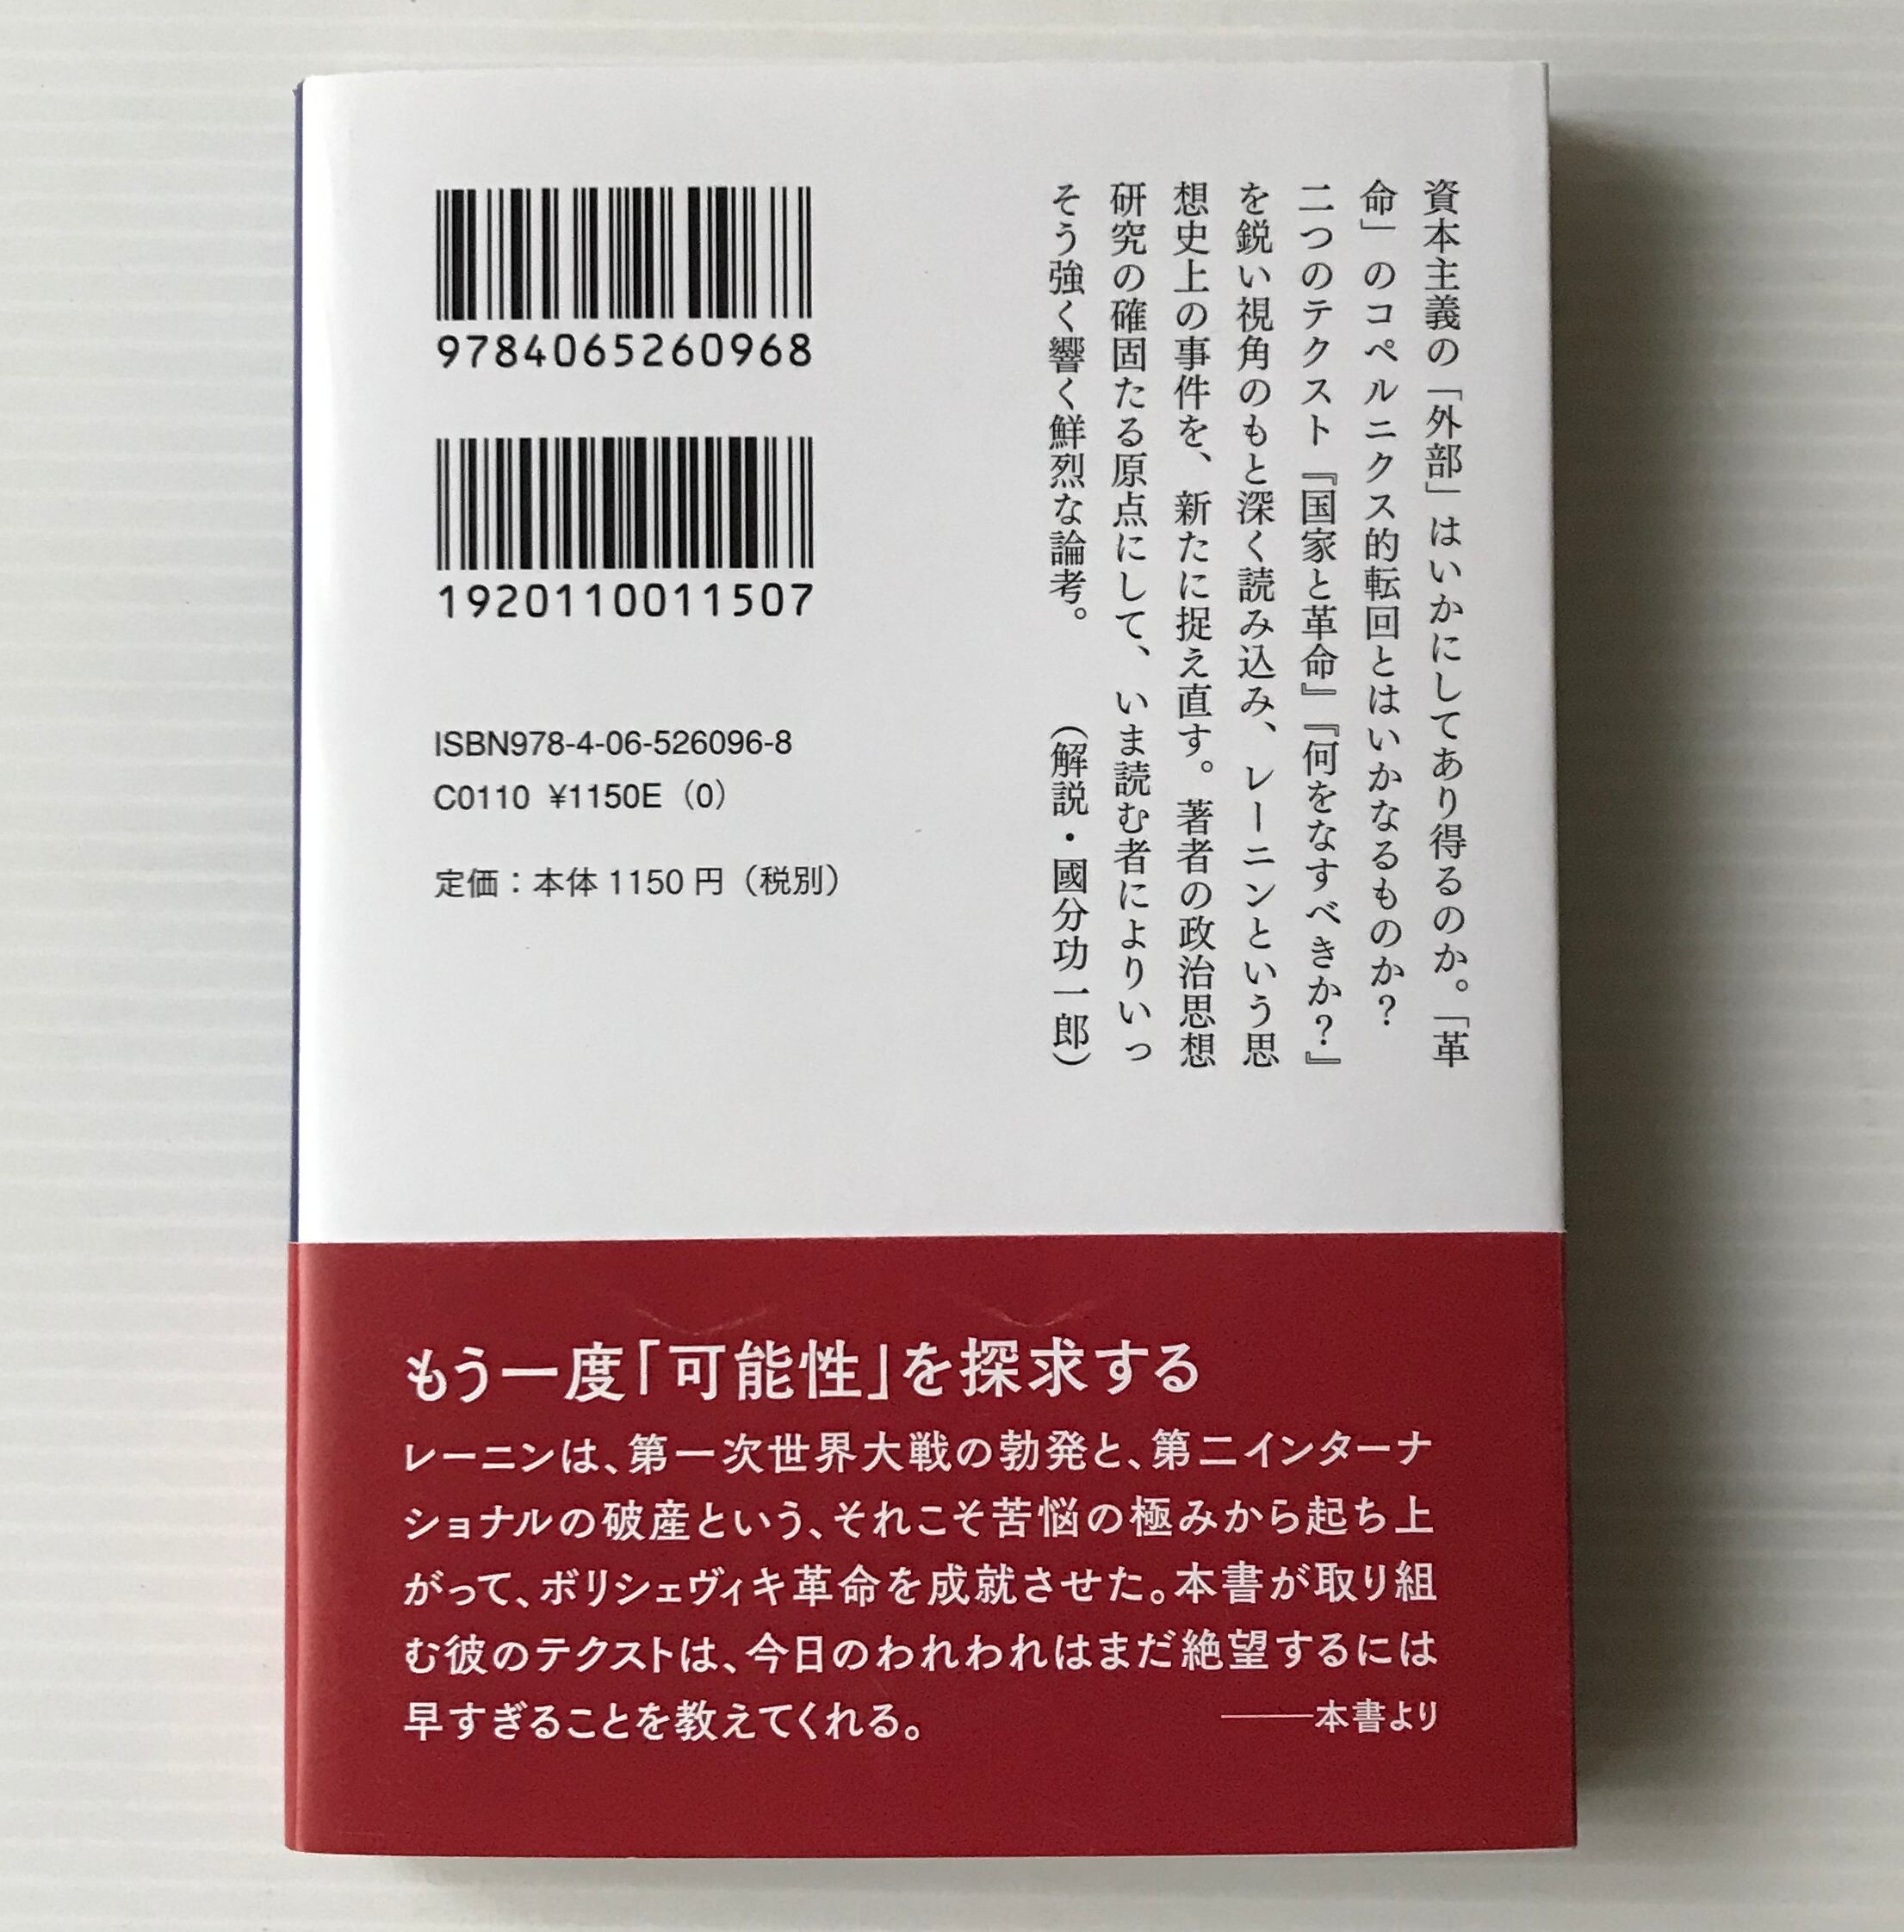 資本主義の「外部」はいかにしてあり得るのか。「革
命」のコペルニクス的転回とはいかなるものか？
二つのテクスト『国家と革命』『何をなすべきか？』
を鋭い視角のもと深く読み込み、レーニンという思
想史上の事件を、新たに捉え直す。著者の政治思想
研究の確固たる原点にして、いま読む者によりいっ
そう強く響く鮮烈な論考。　（解説・國分功一郎）
9784065260968
1920110011507
ISBN978-4-06-526096-8
C0110 ¥1150E（0）
定価：本体 1150 円（税別）
もう一度「可能性」を探求する
レーニンは、第一次世界大戦の勃発と、第二インターナ
ショナルの破産という、それこそ苦悩の極みから起ち上
がって、ボリシェヴィキ革命を成就させた。本書が取り組
む彼のテクストは、今日のわれわれはまだ絶望するには
早すぎることを教えてくれる。　――本書より